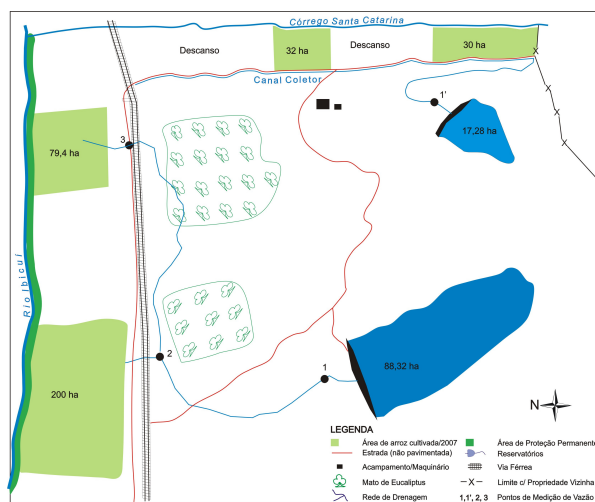 Córrego Santa Catarina
Descanso
32 ha
Descanso
30 ha
Canal Coletor
1'
17,28 ha
3
79,4 ha
Rio Ibicuí
2
200 ha
1
88,32 ha
N
LEGENDA
Área de arroz cultivada/2007
Área de Proteção Permanente
Estrada (não pavimentada)
Reservatórios
Acampamento/Maquinário
Via Férrea
Mato de Eucaliptus
X Limite c/ Propriedade Vizinha
Rede de Drenagem
1,1', 2, 3 Pontos de Medição de Vazão